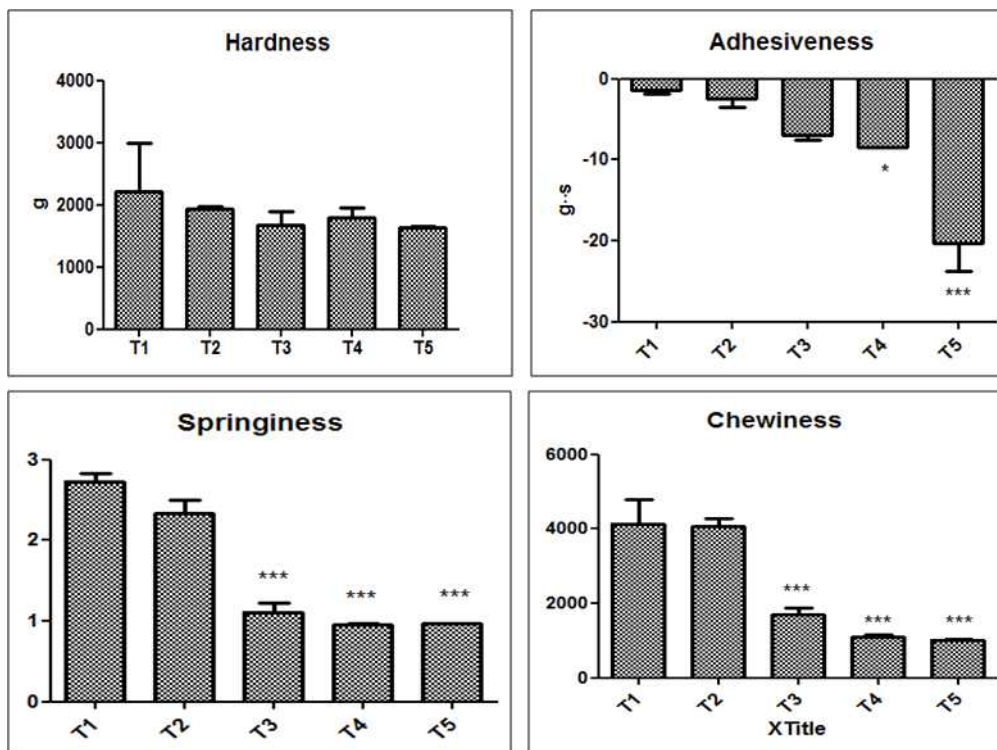 Hardness
4000
3000
2000
1000
0
g
T1 T2 T3 T4 T5
Adhesiveness
0
-10
-20
-30
g··s
*
***
T1 T2 T3 T4 T5
Springiness
3
2
1
0
*** *** ***
T1 T2 T3 T4 T5
Chewiness
6000
4000
2000
0
*** *** ***
T1 T2 T3 T4 T5
XTitle